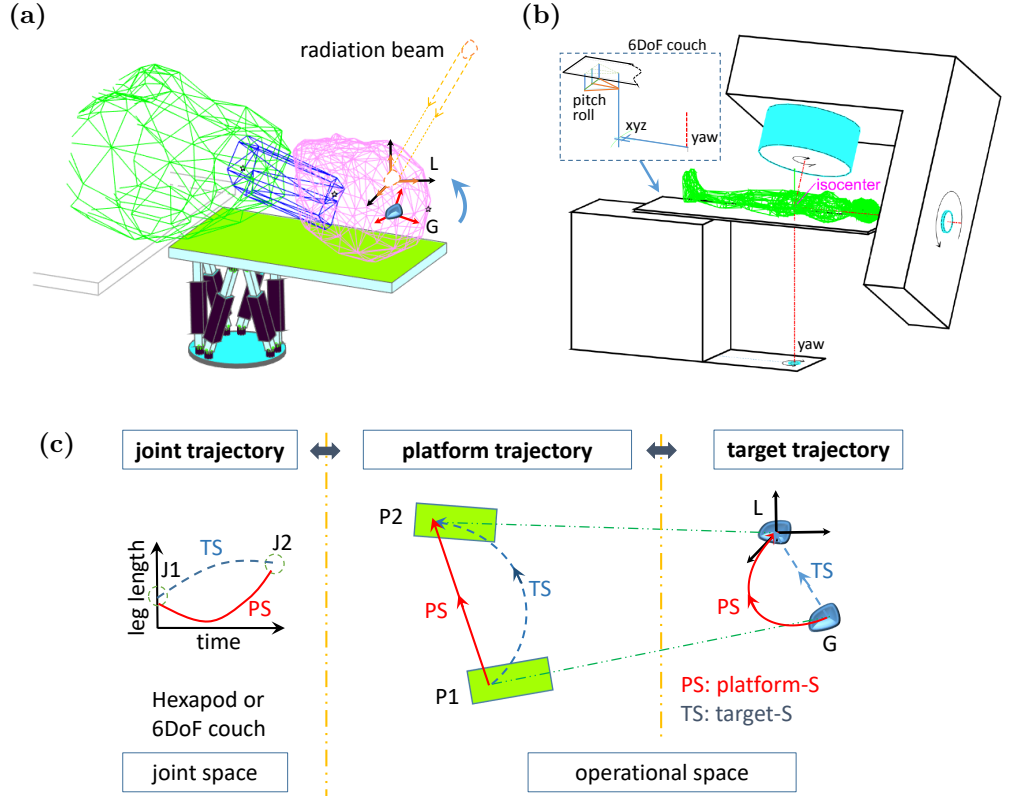 (a)
radiation beam
L
G
(b)
6DoF couch
pitch
roll
xyz
yaw
isocenter
yaw
(c)
joint trajectory
platform trajectory
target trajectory
leg length
J1
TS
J2
PS
time
P2
PS
TS
P1
L
TS
PS
G
PS: platform-S
TS: target-S
Hexapod or
6DoF couch
joint space
operational space